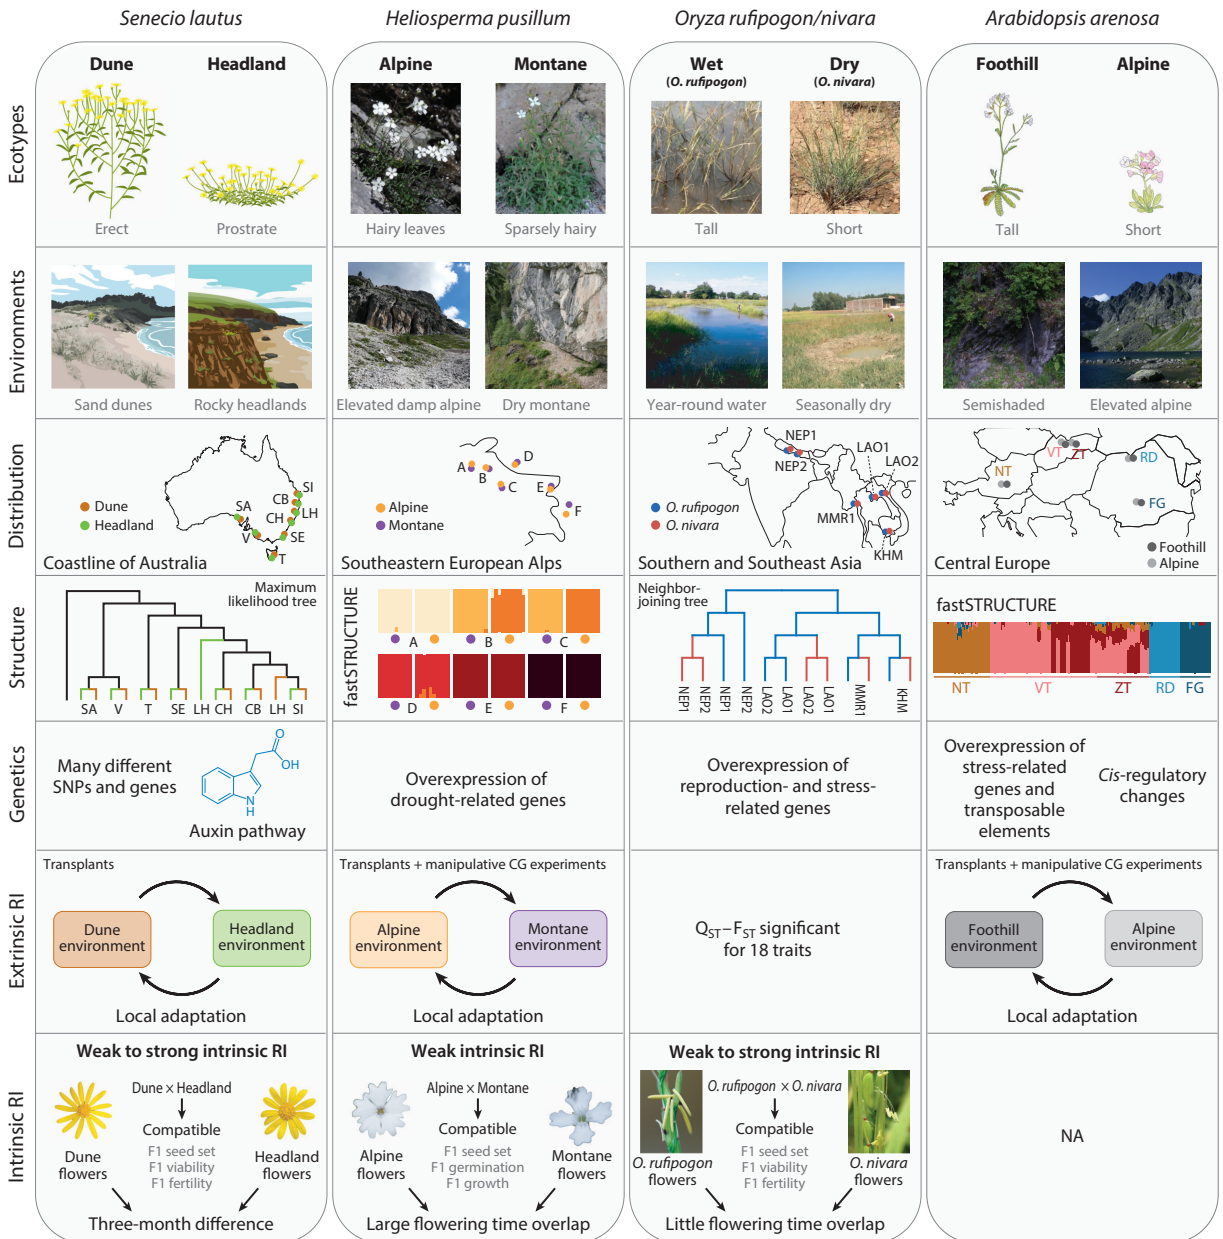 Senecio lautus
Heliosperma pusillum
Oryza rufipogon/nivara
Arabidopsis arenosa
Ecotypes
Dune
Headland
Erect
Prostrate
Alpine
Montane
Hairy leaves
Sparsely hairy
Wet
(O. rufipogon)
Dry
(O. nivara)
Tall
Short
Foothill
Alpine
Tall
Short
Environments
Sand dunes
Rocky headlands
Elevated damp alpine
Dry montane
Year-round water
Seasonally dry
Semishaded
Elevated alpine
Distribution
Dune
Headland
SA
V
T
SE
CH
LH
CB
SI
Coastline of Australia
A
B
C
D
E
F
Alpine
Montane
Southeastern European Alps
NEP1
NEP2
LAO1
LAO2
MMR1
KHM
O. rufipogon
O. nivara
Southern and Southeast Asia
NT
VT
ZT
RD
FG
Foothill
Alpine
Central Europe
Structure
Maximum
likelihood tree
SA
V
T
SE
LH
CH
CB
LH
SI
fastSTRUCTURE
A
B
C
D
E
F
Neighbor-
joining tree
NEP1
NEP2
NEP1
NEP2
LAO2
LAO1
LAO2
LAO1
MMR1
KHM
fastSTRUCTURE
NT
VT
ZT
RD
FG
Genetics
Many different
SNPs and genes
O
OH
N
H
Auxin pathway
Overexpression of
drought-related genes
Overexpression of
reproduction- and stress-
related genes
Overexpression of
stress-related
genes and
transposable
elements
Cis-regulatory
changes
Extrinsic RI
Transplants
Dune
environment
Headland
environment
Local adaptation
Transplants + manipulative CG experiments
Alpine
environment
Montane
environment
Local adaptation
QST–FST significant
for 18 traits
Transplants + manipulative CG experiments
Foothill
environment
Alpine
environment
Local adaptation
Intrinsic RI
Weak to strong intrinsic RI
Dune × Headland
Compatible
F1 seed set
F1 viability
F1 fertility
Dune
flowers
Headland
flowers
Three-month difference
Weak intrinsic RI
Alpine × Montane
Compatible
F1 seed set
F1 germination
F1 growth
Alpine
flowers
Montane
flowers
Large flowering time overlap
Weak to strong intrinsic RI
O. rufipogon × O. nivara
Compatible
F1 seed set
F1 viability
F1 fertility
O. rufipogon
flowers
O. nivara
flowers
Little flowering time overlap
NA